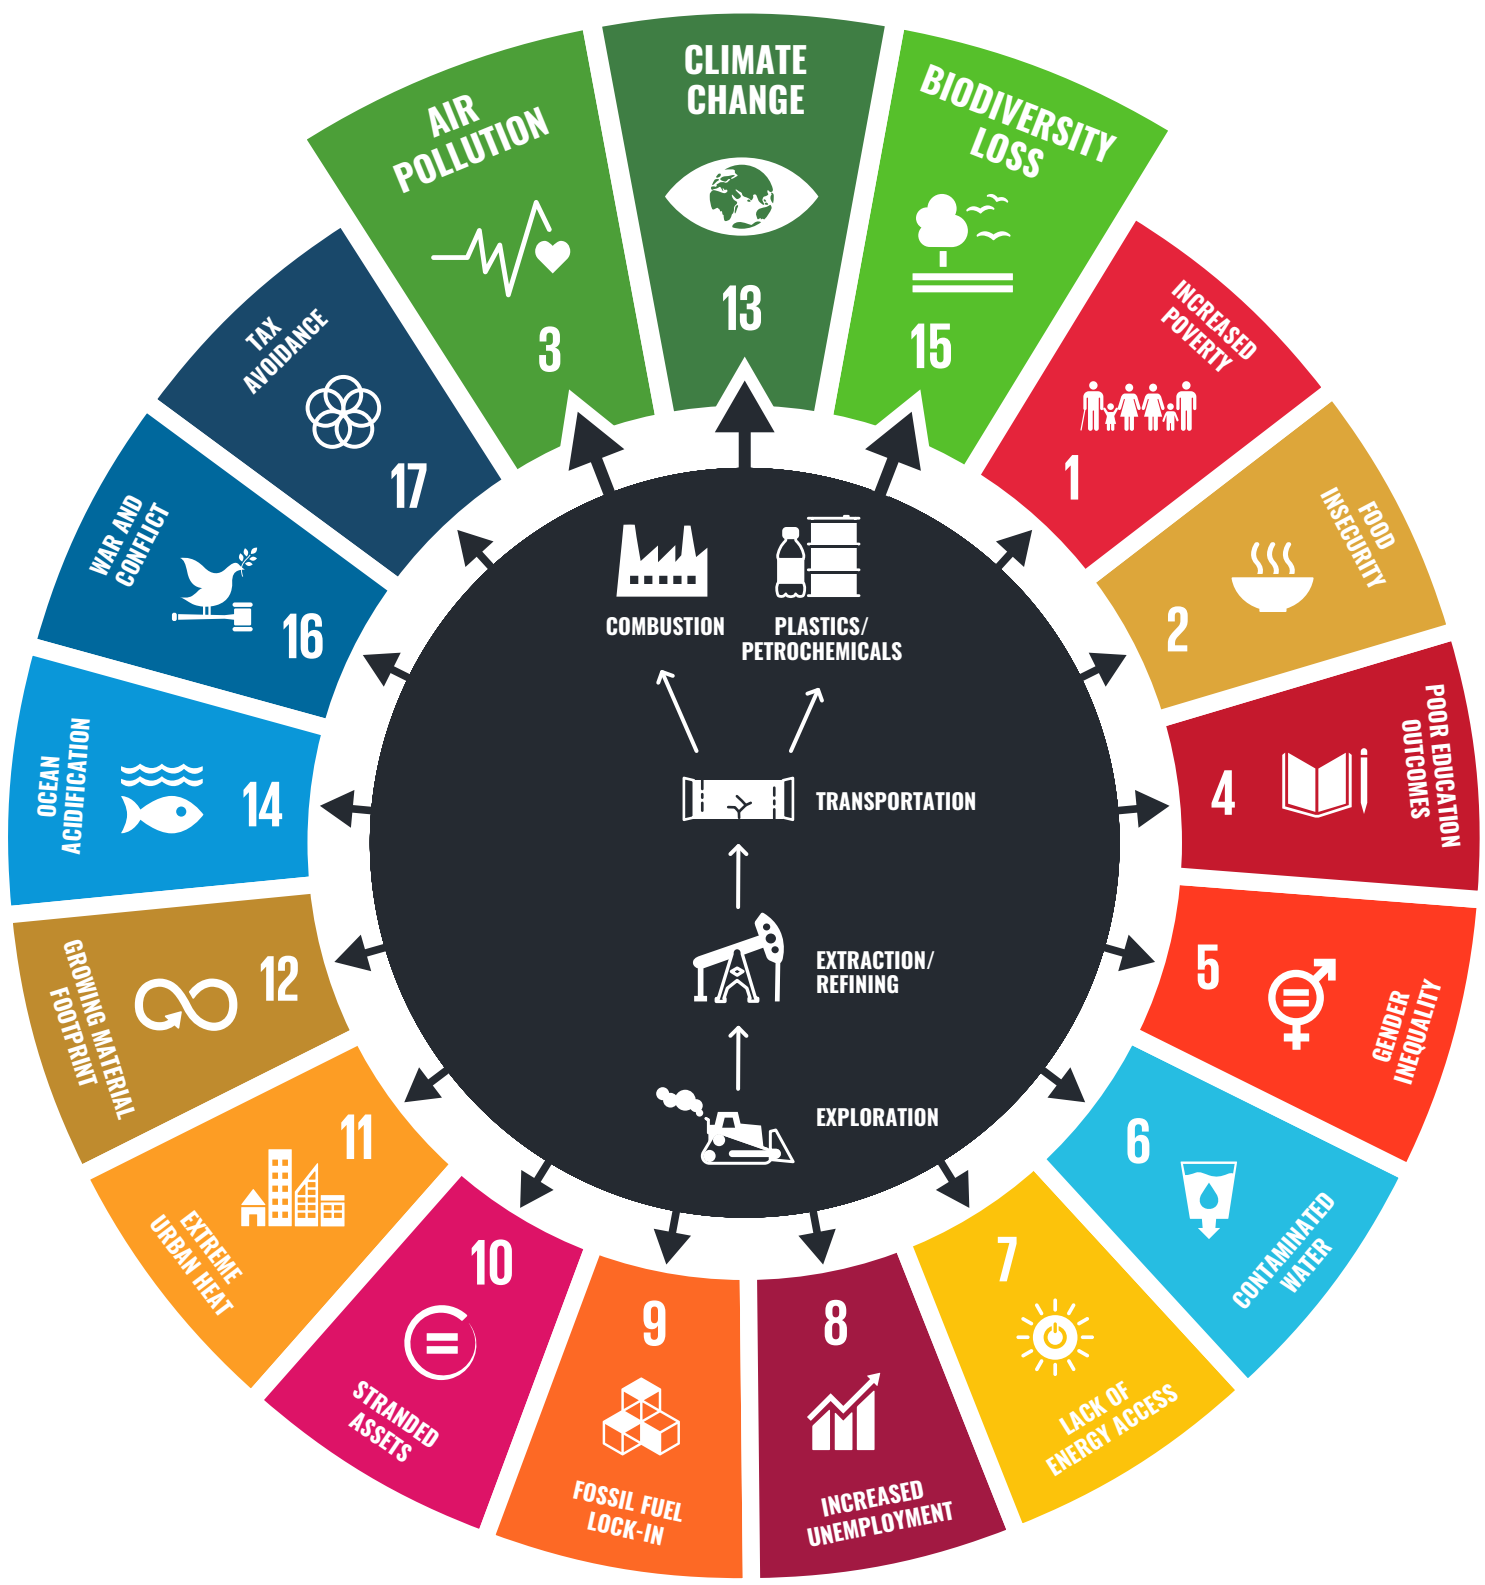 CLIMATE
CHANGE
13
BIODIVERSITY
LOSS
15
INCREASED
POVERTY
1
FOOD
INSECURITY
2
POOR EDUCATION
OUTCOMES
4
GENDER
INEQUALITY
5
CONTAMINATED
WATER
6
LACK OF
ENERGY ACCESS
7
INCREASED
UNEMPLOYMENT
8
FOSSIL FUEL
LOCK-IN
9
STRANDED
ASSETS
10
EXTREME
URBAN HEAT
11
GROWING MATERIAL
FOOTPRINT
12
OCEAN
ACIDIFICATION
14
WAR AND
CONFLICT
16
TAX
AVOIDANCE
17
AIR
POLLUTION
3
COMBUSTION
PLASTICS/
PETROCHEMICALS
TRANSPORTATION
EXTRACTION/
REFINING
EXPLORATION